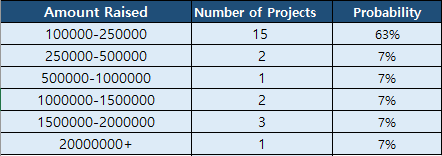 Amount Raised Number of Projects Probability
100000-250000 15 63%
250000-500000 2 7%
500000-1000000 1 7%
1000000-1500000 2 7%
1500000-2000000 3 7%
20000000+ 1 7%